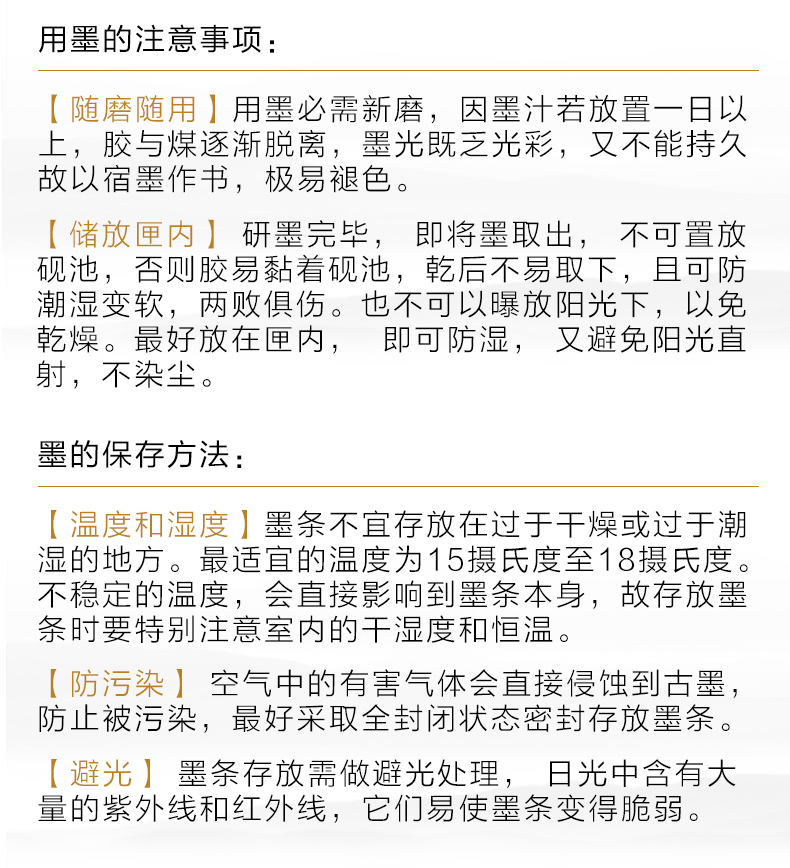 用墨的注意事项：
【随磨随用】用墨必需新磨，因墨汁若放置一日以
上，胶与煤逐渐脱离，墨光既乏光彩，又不能持久
故以宿墨作书，极易褪色。
【储放匣内】 研墨完毕， 即将墨取出， 不可置放
砚池，否则胶易黏着砚池，乾后不易取下，且可防
潮湿变软，两败俱伤。也不可以曝放阳光下，以免
乾燥。最好放在匣内， 即可防湿， 又避免阳光直
射，不染尘。
墨的保存方法：
【温度和湿度】墨条不宜存放在过于干燥或过于潮
湿的地方。最适宜的温度为15摄氏度至18摄氏度。
不稳定的温度，会直接影响到墨条本身，故存放墨
条时要特别注意室内的干湿度和恒温。
【防污染】 空气中的有害气体会直接侵蚀到古墨，
防止被污染，最好采取全封闭状态密封存放墨条。
【避光】 墨条存放需做避光处理， 日光中含有大
量的紫外线和红外线，它们易使墨条变得脆弱。